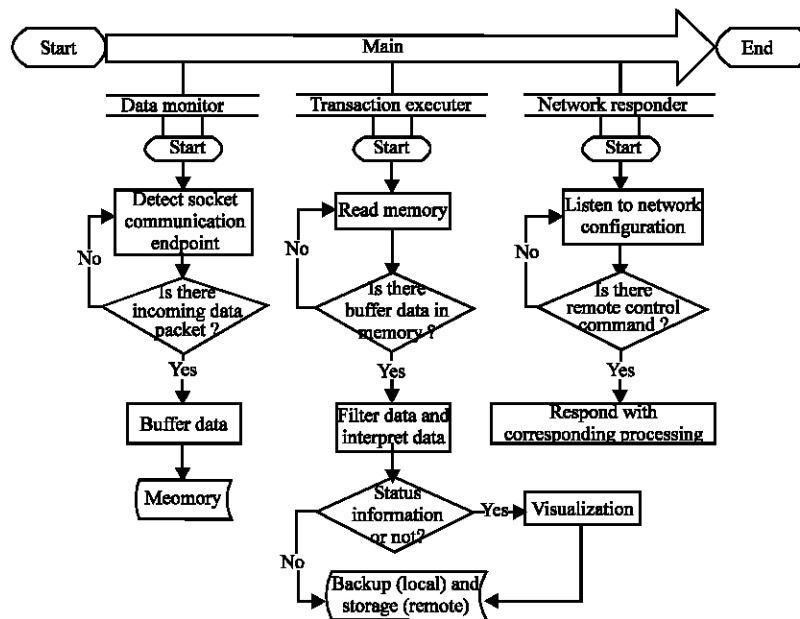 Start
Main
End
Data monitor
Transaction executer
Network responder
Start
Start
Start
Detect socket
communication
endpoint
No
Is there
incoming data
packet ?
Yes
Buffer data
Meomory
Read memory
No
Is there
buffer data in
memory ?
Yes
Filter data and
interpret data
Status
information
or not?
Yes
Visualization
No
Backup (local) and
storage (remote)
Listen to network
configuration
No
Is there
remote control
command ?
Yes
Respond with
corresponding processing